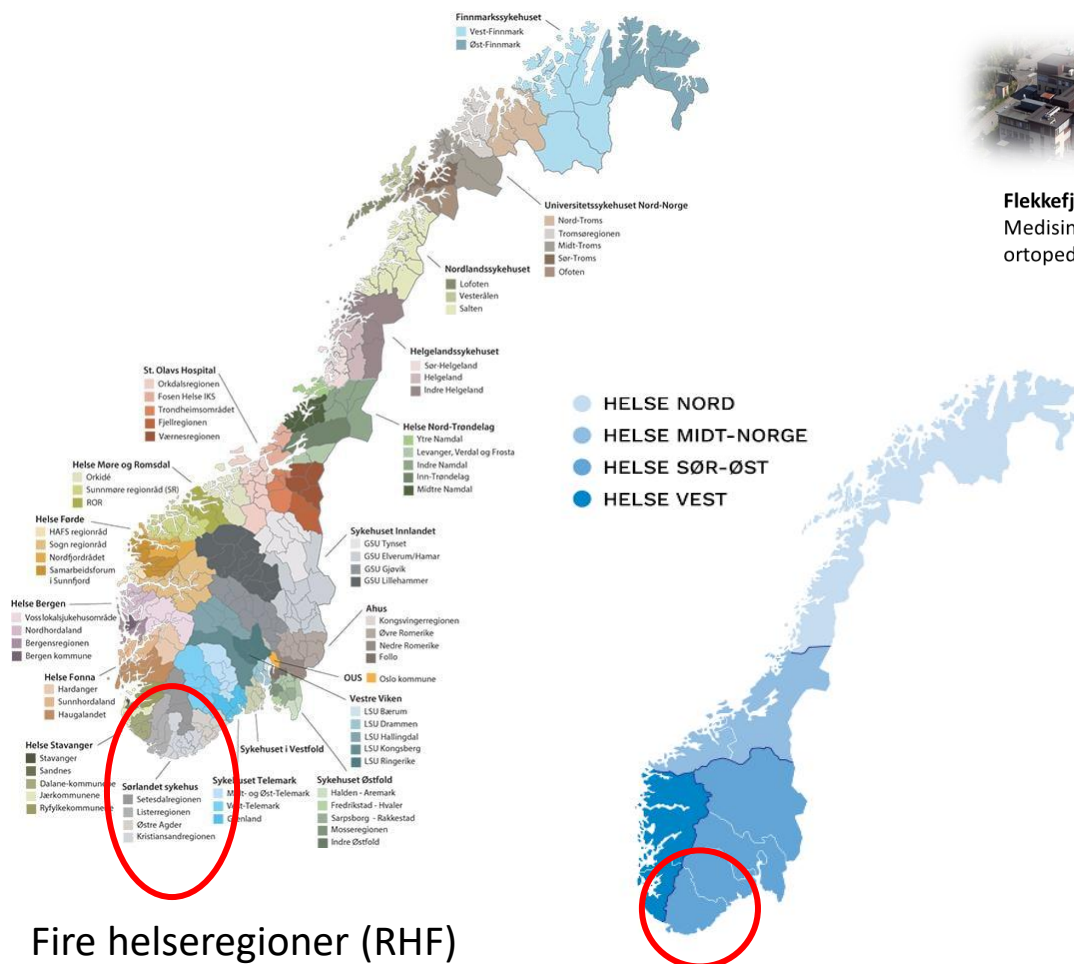 Finnmarkssykehuset
Vest-Finnmark
Øst-Finnmark
Universitetssykehuset Nord-Norge
Nord-Troms
Tromsøregionen
Midt-Troms
Sør-Troms
Ofoten
Nordlandssykehuset
Lofoten
Vesterålen
Salten
Helgelandssykehuset
Sør-Helgeland
Helgeland
Indre Helgeland
St. Olavs Hospital
Orkdalsregionen
Fosen Helse IKS
Trondheimsområdet
Fjellregionen
Værnesregionen
Helse Nord-Trøndelag
Ytre Namdal
Levanger, Verdal og Frosta
Indre Namdal
Inn-Trøndelag
Midtre Namdal
Helse Møre og Romsdal
Orkidé
Sunnmøre regionråd (SR)
ROR
Helse Førde
HAFS regionråd
Sogn regionråd
Nordfjordrådet
Samarbeidsforum
i Sunnfjord
Sykehuset Innlandet
GSU Tynset
GSU Elverum/Hamar
GSU Gjøvik
GSU Lillehammer
Helse Bergen
Voss lokalsjukehusområde
Nordhordaland
Bergensregionen
Bergen kommune
Ahus
Kongsvingerregionen
Øvre Romerike
Nedre Romerike
Follo
OUS
Oslo kommune
Helse Fonna
Hardanger
Sunnhordaland
Haugalandet
Vestre Viken
LSU Bærum
LSU Drammen
LSU Hallingdal
LSU Kongsberg
LSU Ringerike
Helse Stavanger
Stavanger
Sandnes
Dalane-kommunene
Jærkommunene
Ryfylkekommunene
Sykehuset i Vestfold
Sørlandet sykehus
Setesdalregionen
Listerregionen
Østre Agder
Kristiansandregionen
Sykehuset Telemark
Midt- og Øst-Telemark
Vest-Telemark
Grenland
Sykehuset Østfold
Halden - Aremark
Fredrikstad - Hvaler
Sarpsborg - Rakkestad
Mosseregionen
Indre Østfold
Fire helseregioner (RHF)
Flekkefj
Medisin
ortoped
HELSE NORD
HELSE MIDT-NORGE
HELSE SØR-ØST
HELSE VEST